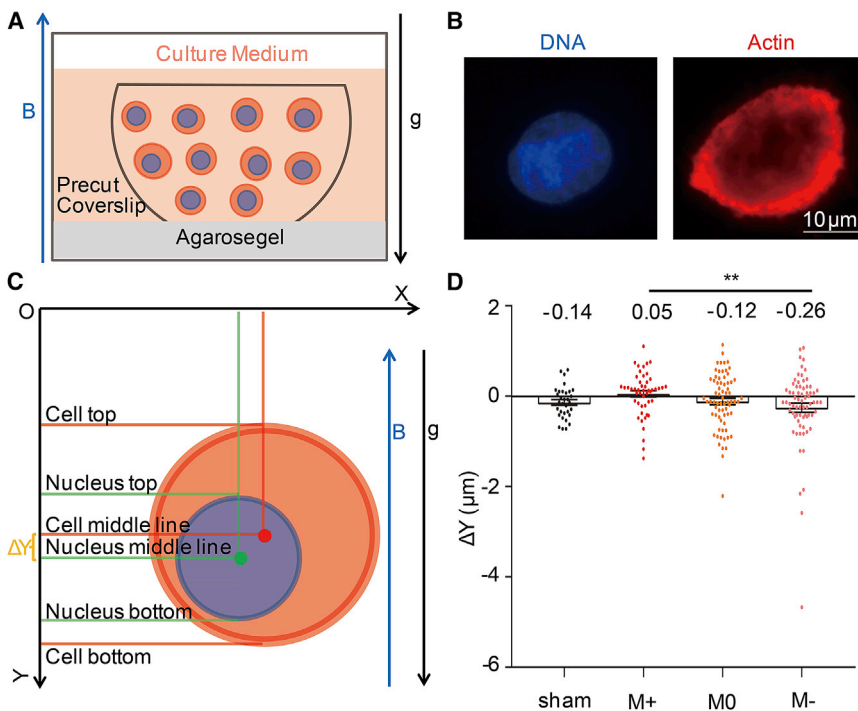 A
B
g
Culture Medium
Precut
Coverslip
Agarosegel
B
DNA
Actin
10 µm
C
O
X
Y
Cell top
Nucleus top
Cell middle line
ΔY
Nucleus middle line
Nucleus bottom
Cell bottom
B
g
D
**
-0.14 0.05 -0.12 -0.26
ΔY (µm)
2
0
-2
-4
-6
sham M+ M0 M-